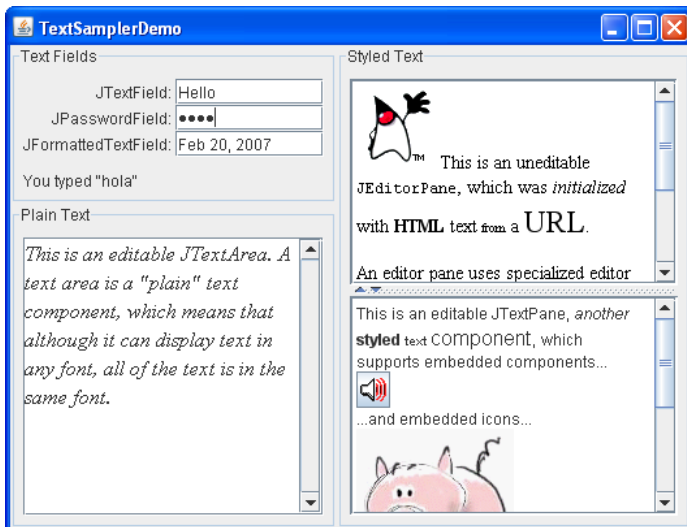 TextSamplerDemo
Text Fields
JTextField: Hello
JPasswordField: ••••
JFormattedTextField: Feb 20, 2007
You typed "hola"
Plain Text
This is an editable JTextArea. A
text area is a "plain" text
component, which means that
although it can display text in
any font, all of the text is in the
same font.
Styled Text
TM This is an uneditable
JEditorPane, which was initialized
with HTML text from a URL.
An editor pane uses specialized editor
This is an editable JTextPane, another
styled text component, which
supports embedded components...
...and embedded icons...